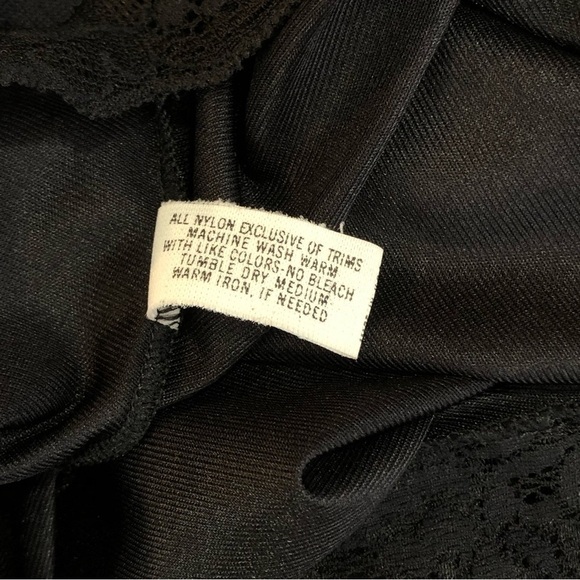 ALL NYLON EXCLUSIVE OF TRIMS
MACHINE WASH WARM
WITH LIKE COLORS-NO BLEACH
TUMBLE DRY MEDIUM
WARM IRON, IF NEEDED